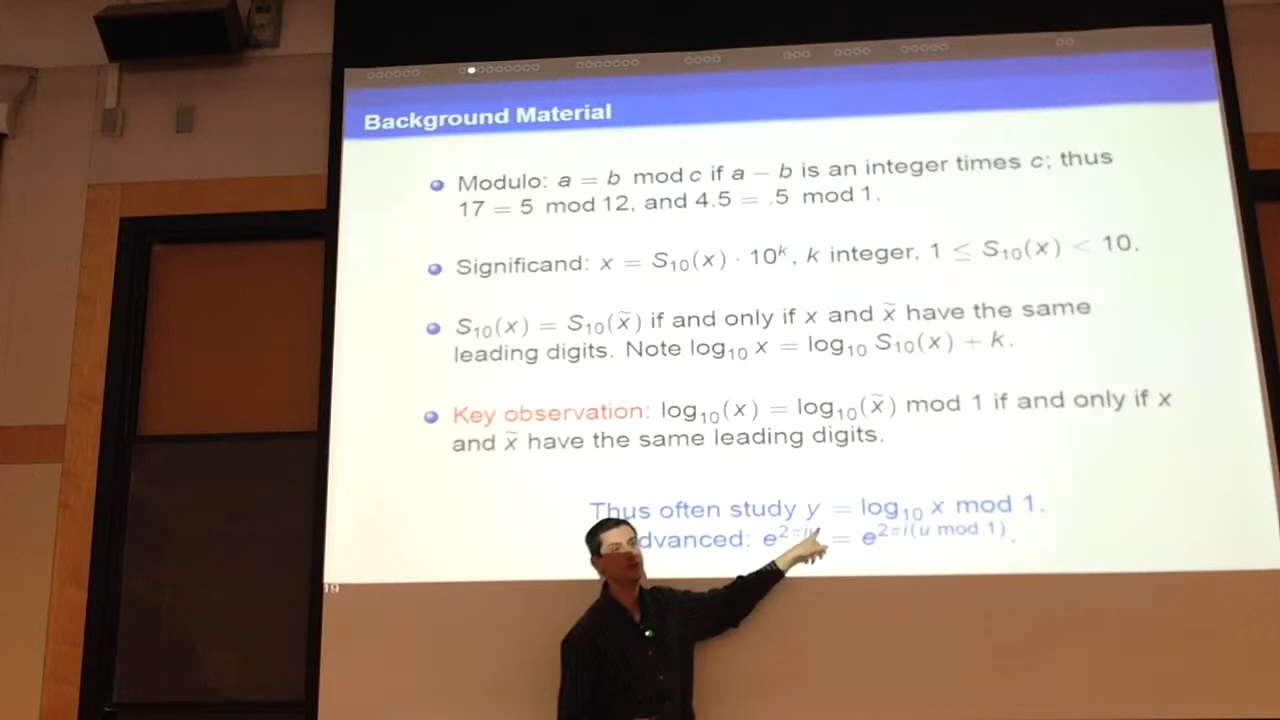 Background Material
Modulo: a = b mod c if a − b is an integer times c; thus
17 = 5 mod 12, and 4.5 = .5 mod 1.
Significand: x = S₁₀(x) · 10ᵏ, k integer, 1 ≤ S₁₀(x) < 10.
S₁₀(x) = S₁₀(x̃) if and only if x and x̃ have the same
leading digits. Note log₁₀ x = log₁₀ S₁₀(x) + k.
Key observation: log₁₀(x) = log₁₀(x̃) mod 1 if and only if x
and x̃ have the same leading digits.
Thus often study y = log₁₀ x mod 1.
dvanced: e^{2πiu} = e^{2πi(u mod 1)}.
19